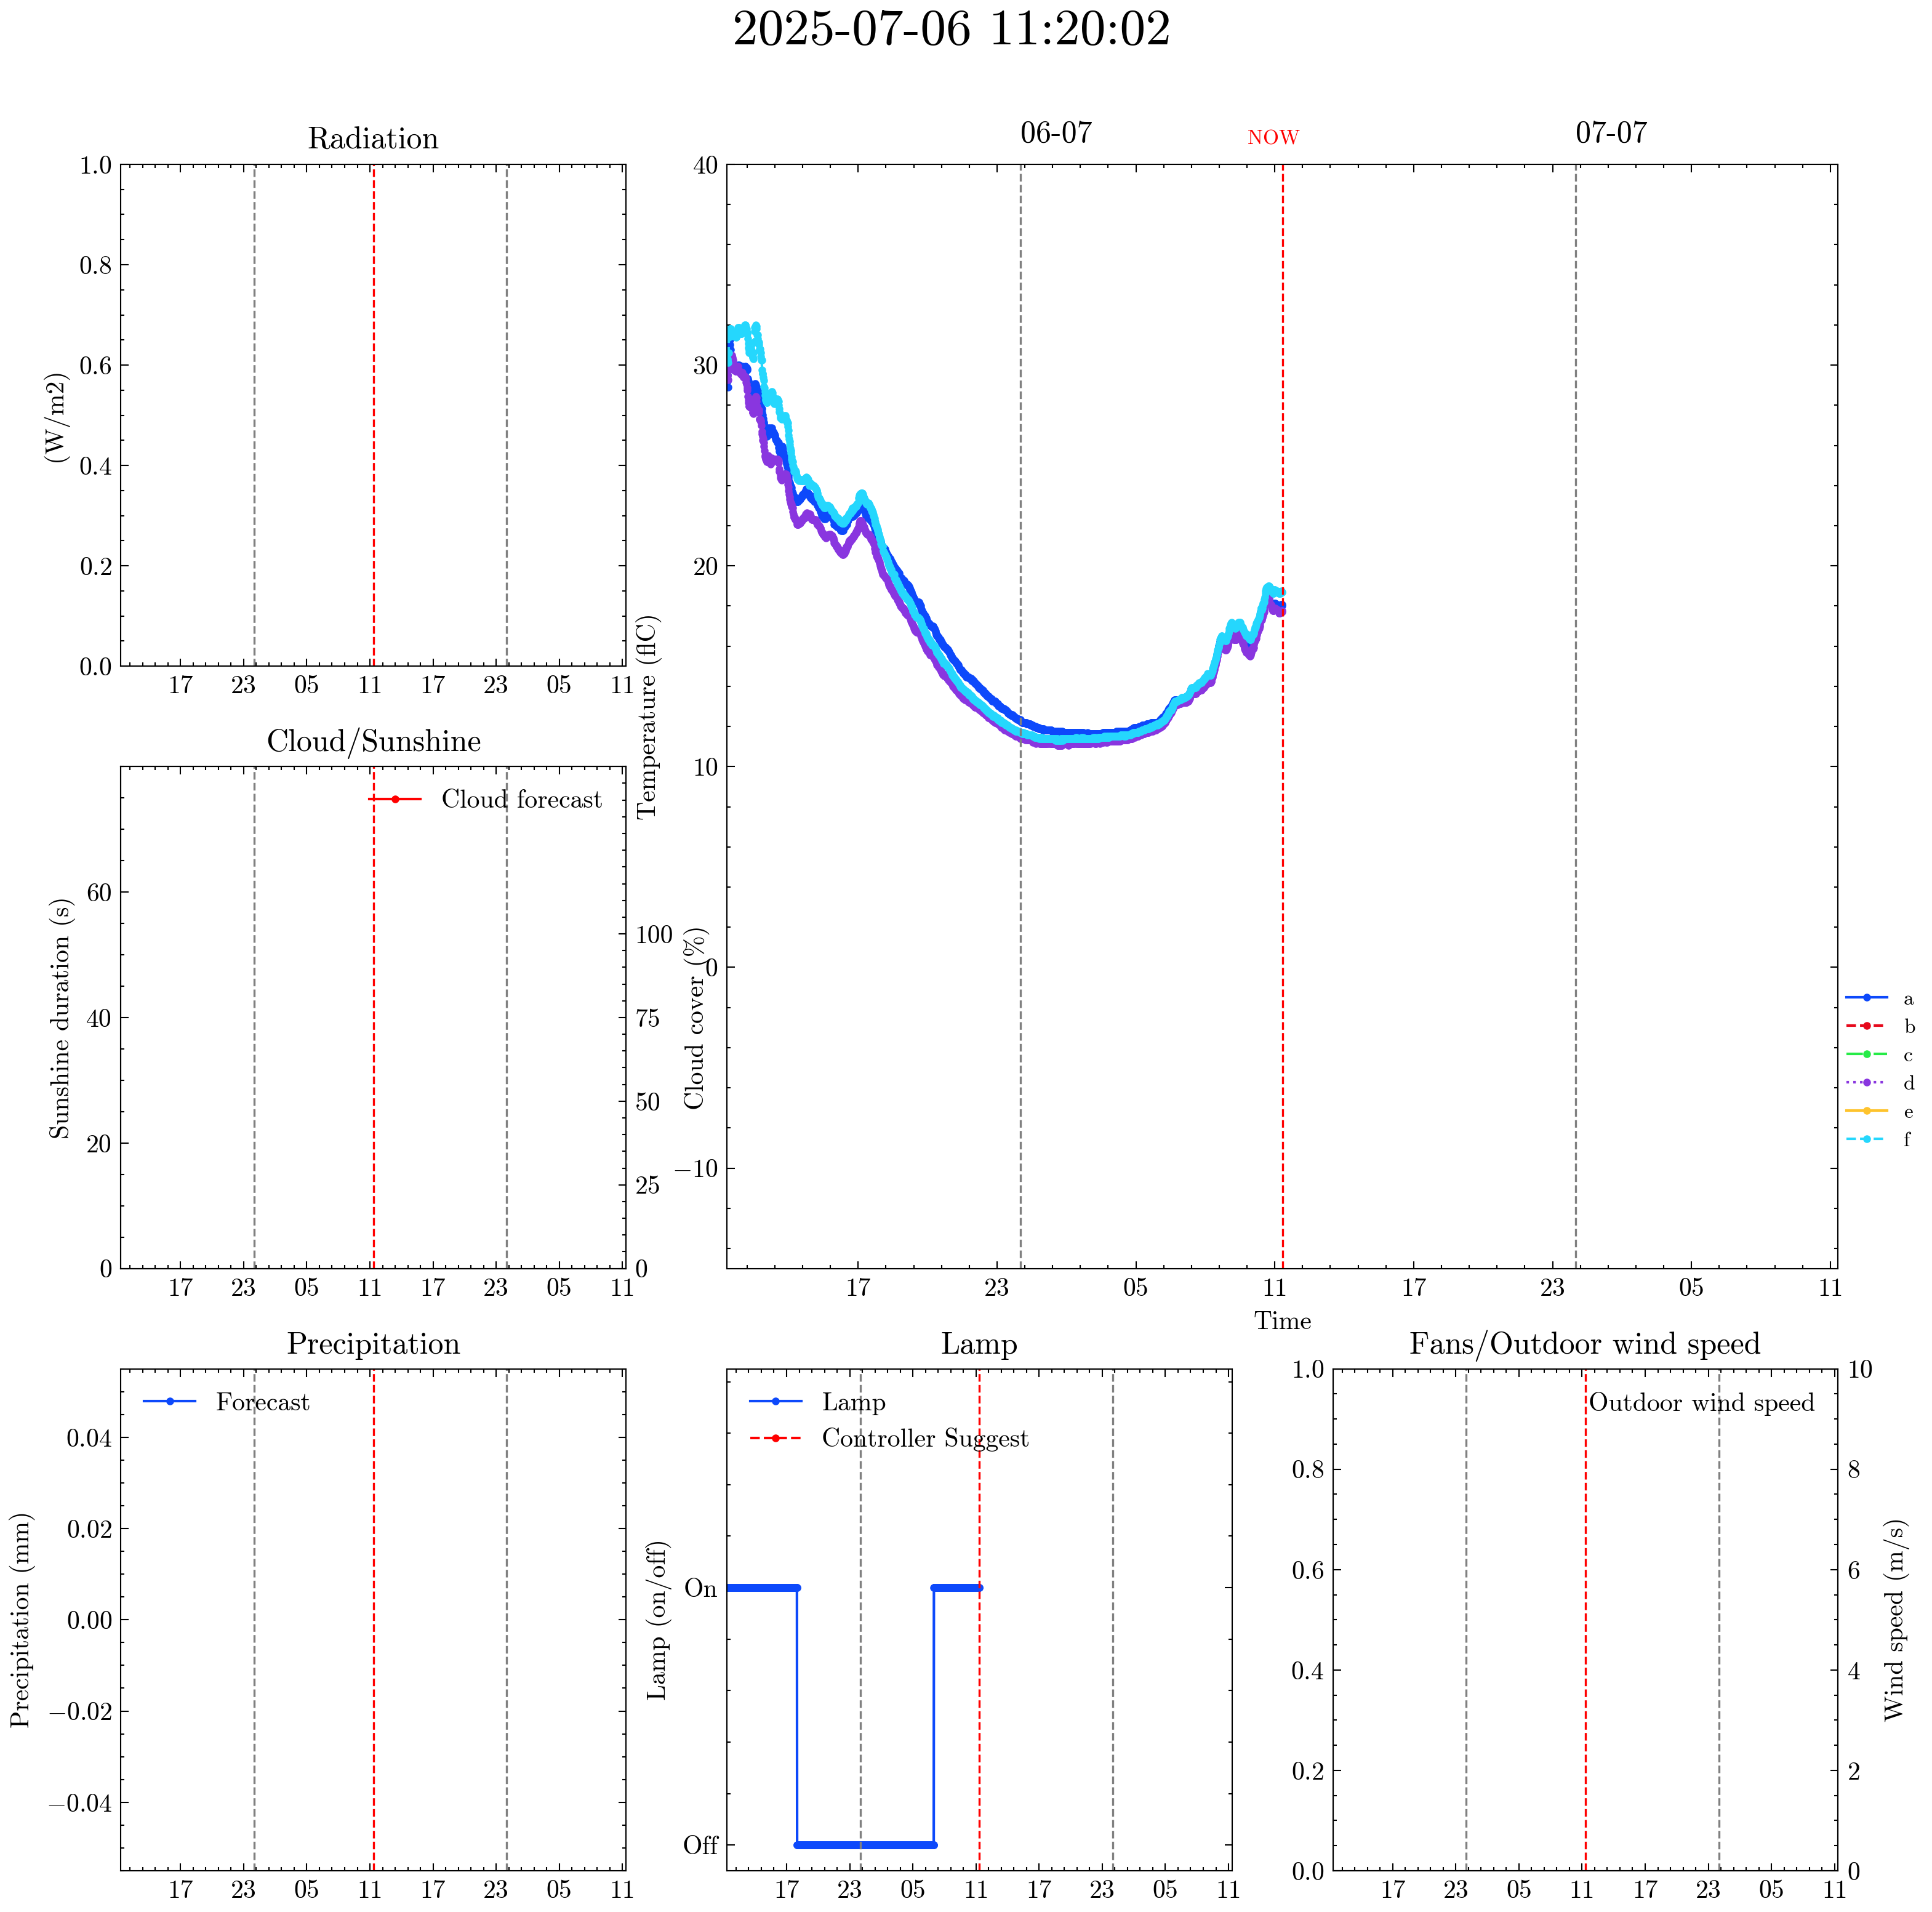 2025-07-06 11:20:02
Radiation
1.0
0.8
0.6
0.4
0.2
0.0
(W/m2)
17 23 05 11 17 23 05 11
06-07
NOW
07-07
40
30
20
10
0
−10
Temperature (flC)
17 23 05 11 17 23 05 11
Time
a
b
c
d
e
f
Cloud/Sunshine
Cloud forecast
60
40
20
0
Sunshine duration (s)
100
75
50
25
0
Cloud cover (%)
17 23 05 11 17 23 05 11
Precipitation
Forecast
0.04
0.02
0.00
−0.02
−0.04
Precipitation (mm)
17 23 05 11 17 23 05 11
Lamp
Lamp
Controller Suggest
On
Off
Lamp (on/off)
17 23 05 11 17 23 05 11
Fans/Outdoor wind speed
Outdoor wind speed
1.0
0.8
0.6
0.4
0.2
0.0
10
8
6
4
2
0
Wind speed (m/s)
17 23 05 11 17 23 05 11